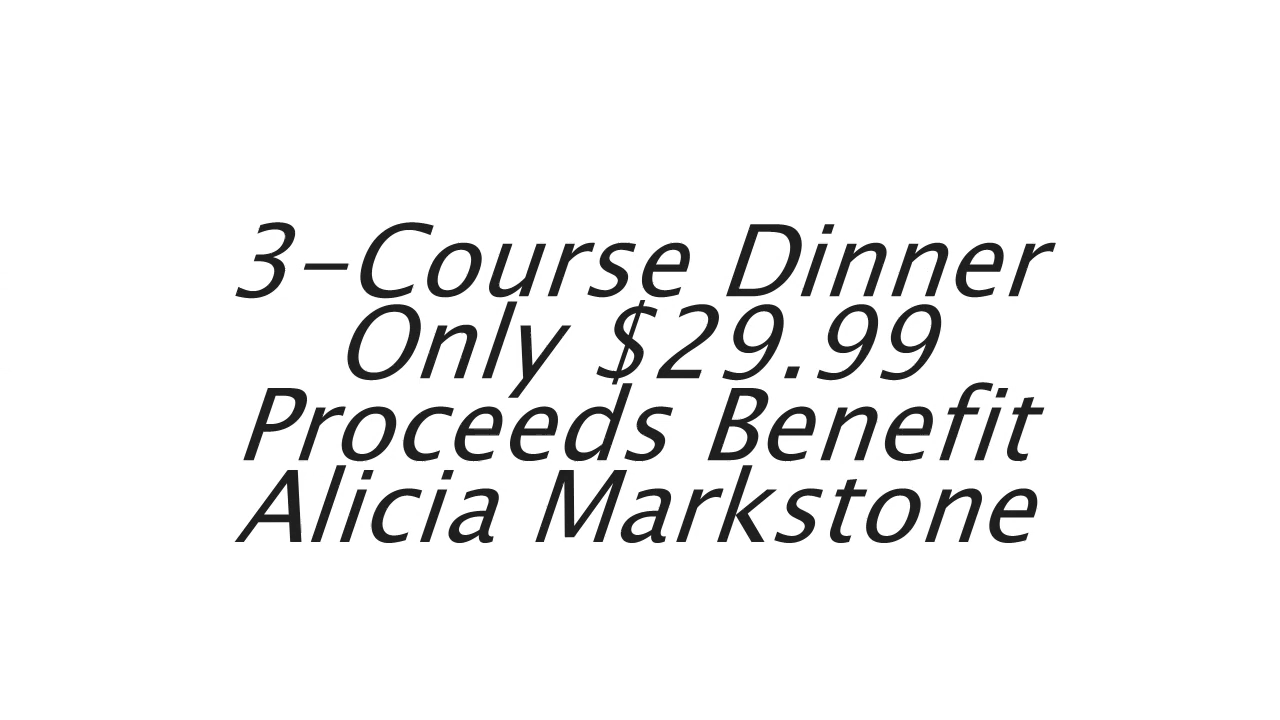 3-Course Dinner
Only $29.99
Proceeds Benefit
Alicia Markstone